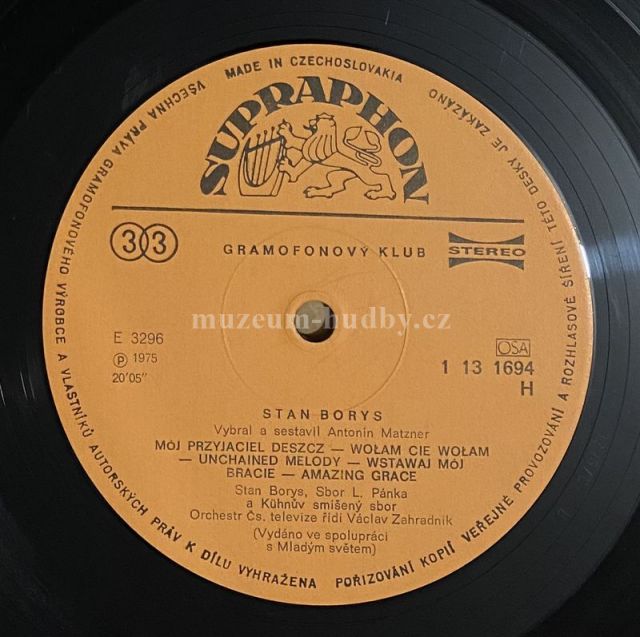 MADE IN CZECHOSLOVAKIA
SUPRAPHON
33
GRAMOFONOVÝ KLUB
STEREO
muzeum-hudby.cz
E 3296
Ⓟ 1975
20'05"
OSA
1 13 1694
H
STAN BORYS
Vybral a sestavil Antonín Matzner
MÓJ PRZYJACIEL DESZCZ — WOŁAM CIE WOŁAM
— UNCHAINED MELODY — WSTAWAJ MÓJ
BRACIE — AMAZING GRACE
Stan Borys, Sbor L. Pánka
a Kühnův smíšený sbor
Orchestr Čs. televize řídí Václav Zahradník
(Vydáno ve spolupráci
s Mladým světem)
VŠECHNA PRÁVA GRAMOFONOVÉHO VÝROBCE A VLASTNÍKŮ AUTORSKÝCH PRÁV K DÍLU VYHRAŽENA POŘIZOVÁNÍ KOPIÍ VEŘEJNÉ PROVOZOVÁNÍ A ROZHLASOVÉ ŠÍŘENÍ TÉTO DESKY JE ZAKÁZÁNO